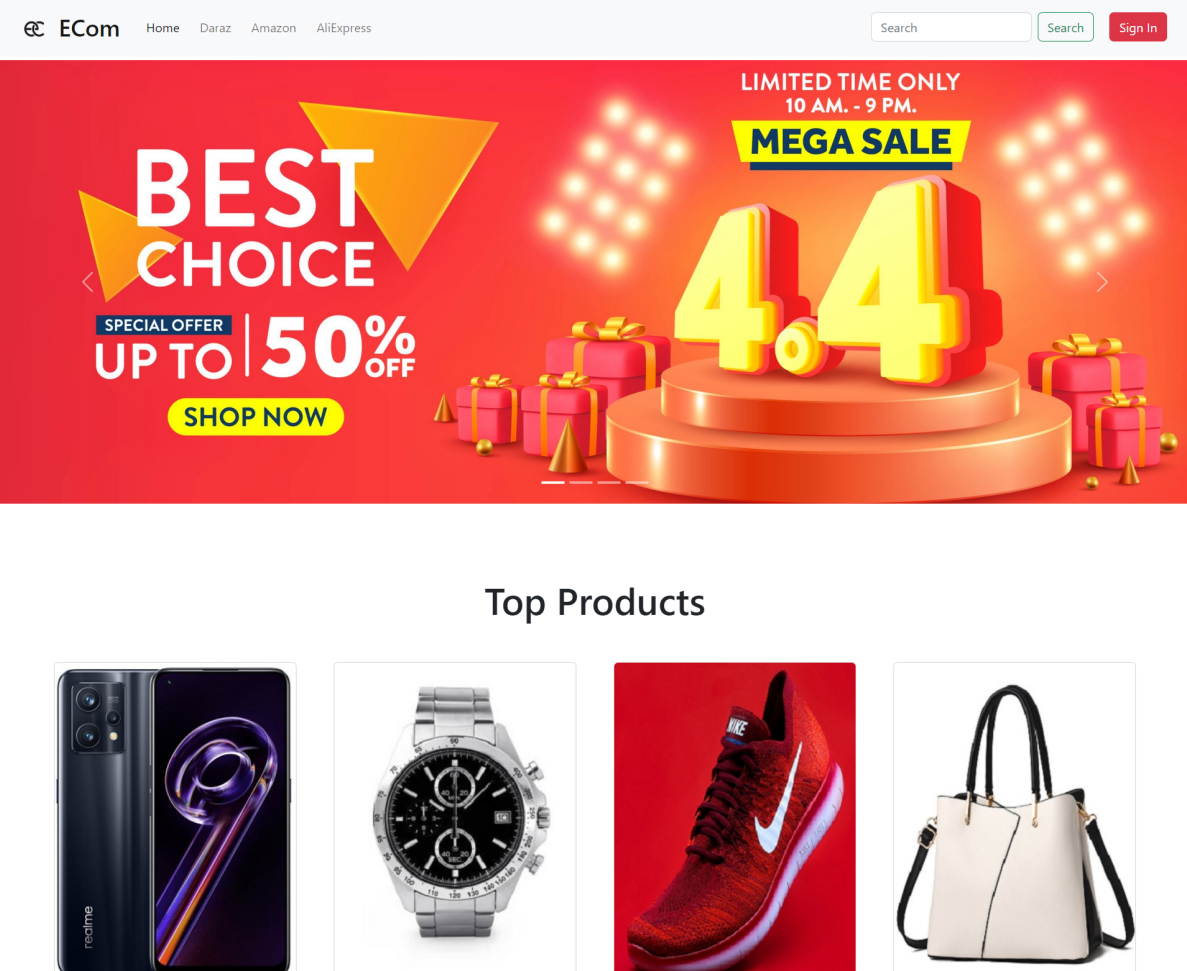 ec ECom Home Daraz Amazon AliExpress Search Search Sign In
BEST
CHOICE
SPECIAL OFFER
UP TO
50%
OFF
SHOP NOW
LIMITED TIME ONLY
10 AM. - 9 PM.
MEGA SALE
4.4
Top Products
realme
NIKE